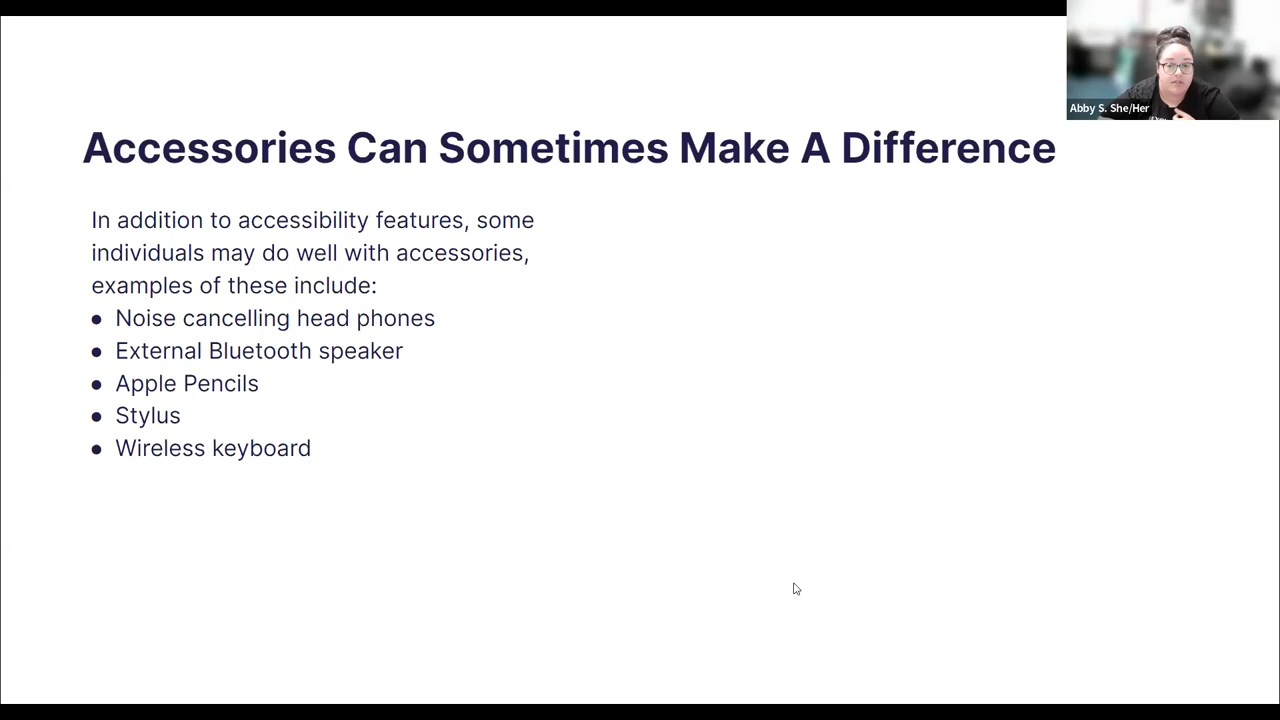 Accessories Can Sometimes Make A Difference
In addition to accessibility features, some
individuals may do well with accessories,
examples of these include:
● Noise cancelling head phones
● External Bluetooth speaker
● Apple Pencils
● Stylus
● Wireless keyboard
Abby S. She/Her